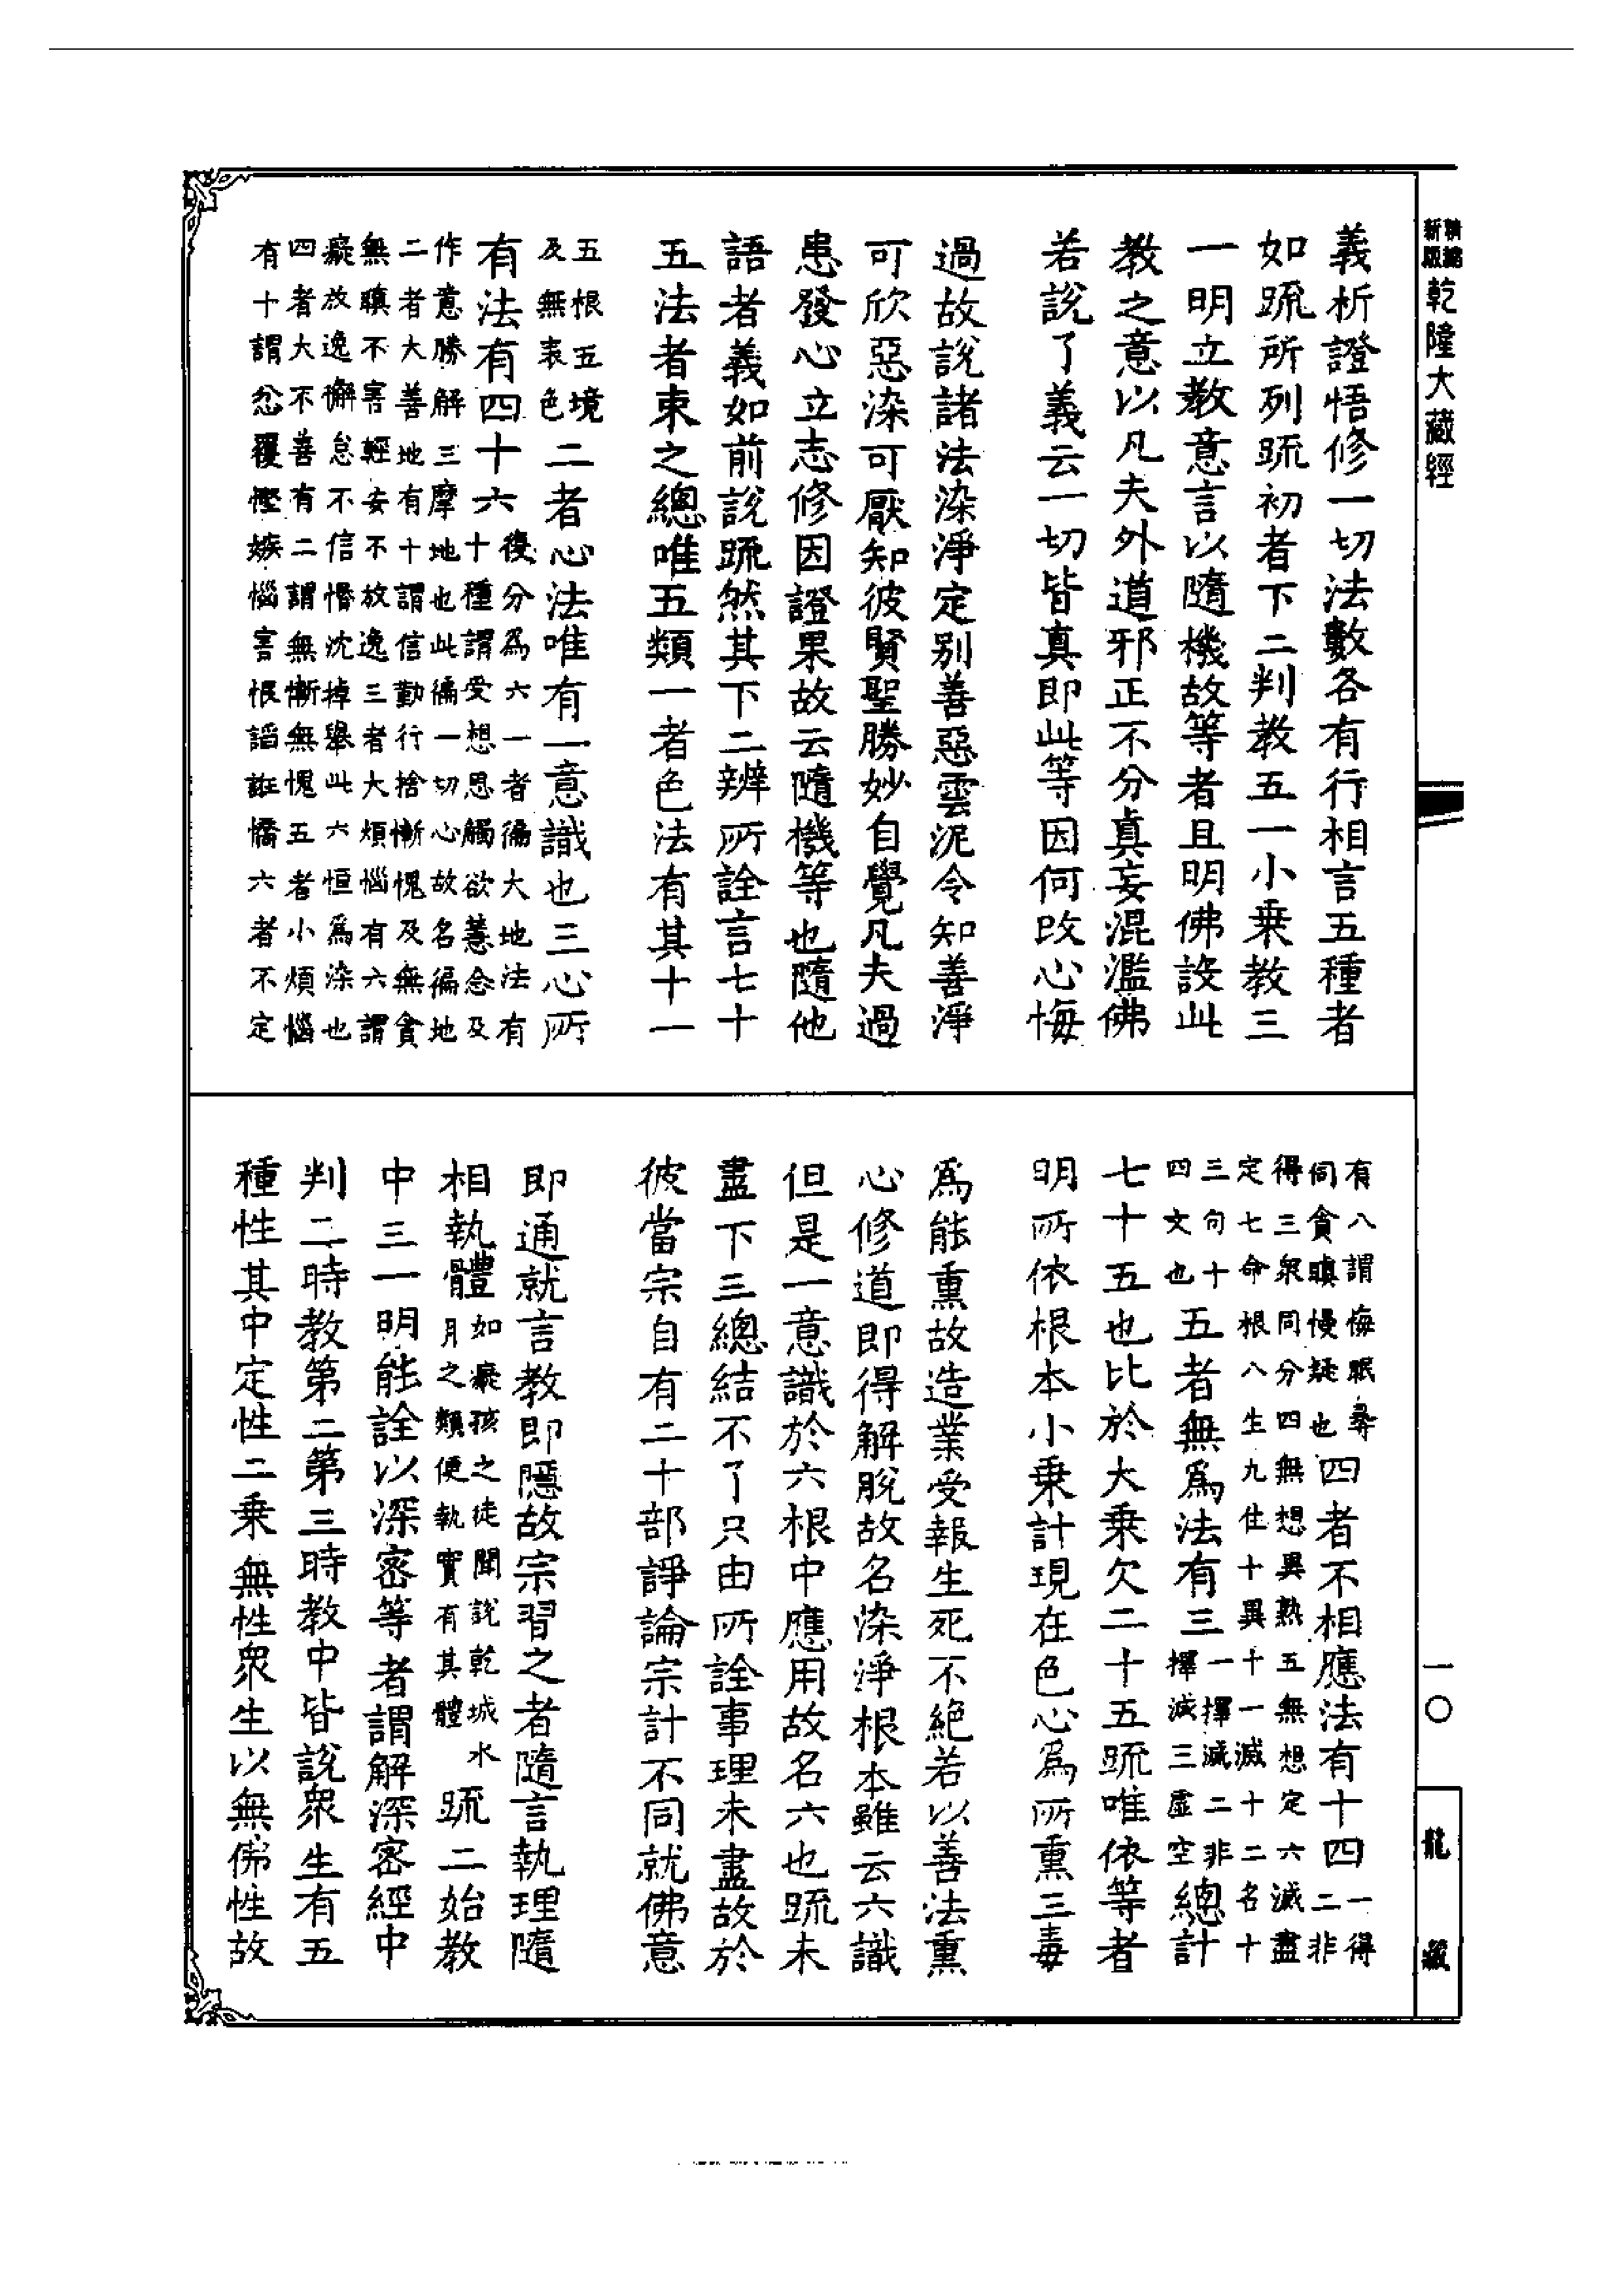 新編
縮版
乾隆大藏經
義析證悟修一切法數各有行相言五種者
如䟽所列䟽初者下二判教五一小乗教三
一明立教意言以隨機故等者且明佛設此
教之意以凡夫外道邪正不分真妄混濫佛
若說了義云一切皆真即此等因何改心悔
過故說諸法染淨定别善惡雲泥令知善淨
可欣惡染可厭知彼賢聖勝妙自覺凡夫過
患發心立志修因證果故云隨機等也隨他
語者義如前說䟽然其下二辨所詮言七十
五法者束之總唯五類一者色法有其十一
五根五境
及無表色
二者心法唯有一意識也三心所
有法有四十六
復分爲六一者徧大地法有
十種謂受想思觸欲慧念及
作意勝解三摩地也此徧一切心故名徧地
二者大善地有十謂信勤行捨慚愧及無貪
無瞋不害輕安不放逸三者大煩惱有六謂
癡放逸懈怠不信惛沈掉舉此六恒爲染也
四者大不善有二謂無慚無愧五者小煩惱
有十謂忿覆慳嫉惱害恨諂誑憍六者不定
有八謂悔眠尋
伺貪瞋慢疑也
四者不相應法有十四
一得
二非
得三衆同分四無想異熟五無想定六滅盡
定七命根八生九住十異十一滅十二名十
三句十
四文也
五者無爲法有三
一擇滅二非
擇滅三虛空
總計
七十五也比於大乗欠二十五䟽唯依等者
明所依根本小乗計現在色心爲所熏三毒
爲能熏故造業受報生死不絶若以善法熏
心修道即得解脫故名染淨根本雖云六識
但是一意識於六根中應用故名六也䟽未
盡下三總結不了只由所詮事理未盡故於
彼當宗自有二十部諍論宗計不同就佛意
即通就言教即隱故宗習之者隨言執理隨
相執體
如癡孩之徒聞說乾城水
月之類便執實有其體
䟽二始教
中三一明能詮以深密等者謂解深密經中
判二時教第二第三時教中皆說衆生有五
種性其中定性二乗無性衆生以無佛性故
一〇
龍藏